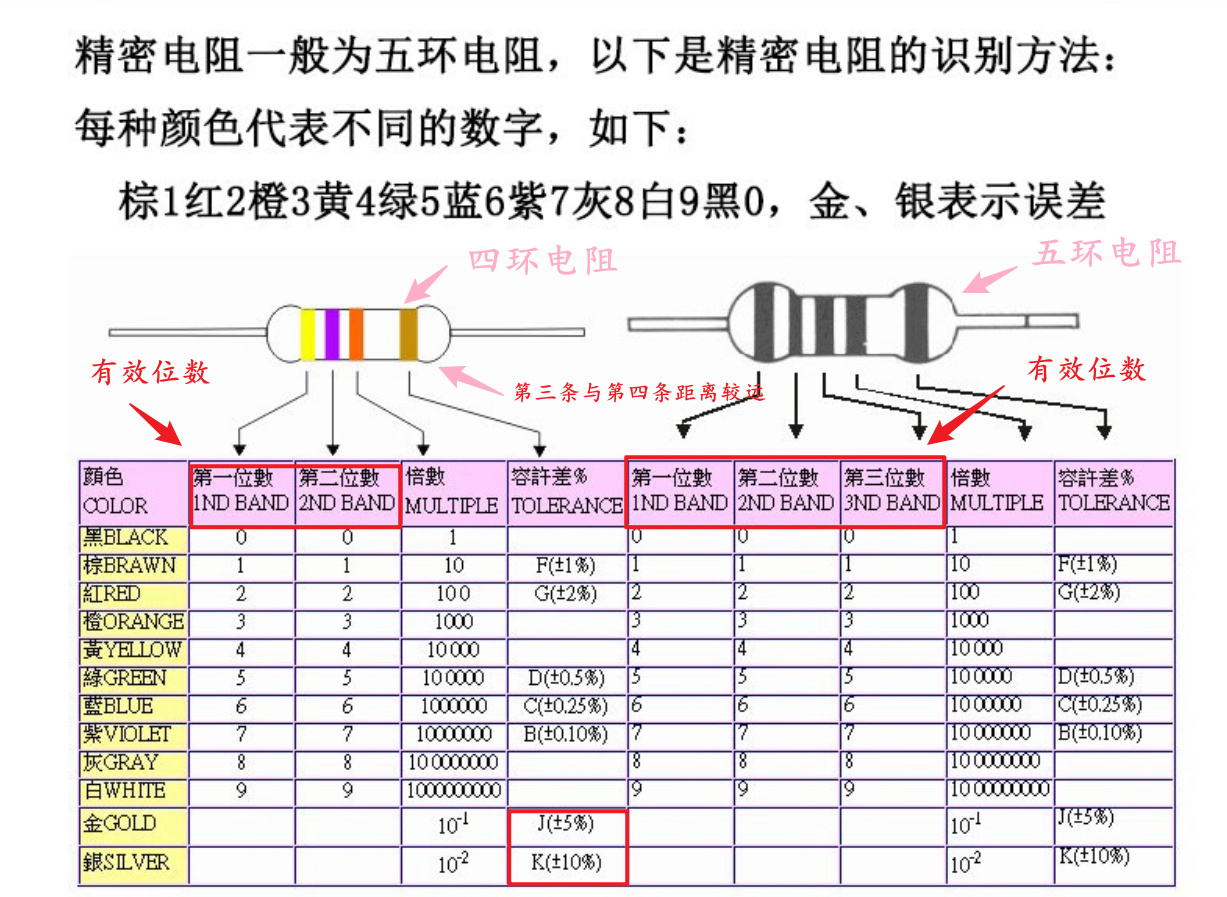 精密电阻一般为五环电阻，以下是精密电阻的识别方法：
每种颜色代表不同的数字，如下：
棕1红2橙3黄4绿5蓝6紫7灰8白9黑0，金、银表示误差
四环电阻
五环电阻
有效位数
第三条与第四条距离较远
有效位数
顔色 第一位數 第二位數 倍數 容許差% 第一位數 第二位數 第三位數 倍數 容許差%
COLOR 1ND BAND 2ND BAND MULTIPLE TOLERANCE 1ND BAND 2ND BAND 3ND BAND MULTIPLE TOLERANCE
黑BLACK 0 0 1 0 0 0 1
棕BRAWN 1 1 10 F(±1%) 1 1 1 10 F(±1%)
紅RED 2 2 100 G(±2%) 2 2 2 100 G(±2%)
橙ORANGE 3 3 1000 3 3 3 1000
黃YELLOW 4 4 10000 4 4 4 10000
綠GREEN 5 5 100000 D(±0.5%) 5 5 5 100000 D(±0.5%)
藍BLUE 6 6 1000000 C(±0.25%) 6 6 6 1000000 C(±0.25%)
紫VIOLET 7 7 10000000 B(±0.10%) 7 7 7 10000000 B(±0.10%)
灰GRAY 8 8 100000000 8 8 8 100000000
白WHITE 9 9 1000000000 9 9 9 1000000000
金GOLD 10-1 J(±5%) 10-1 J(±5%)
銀SILVER 10-2 K(±10%) 10-2 K(±10%)